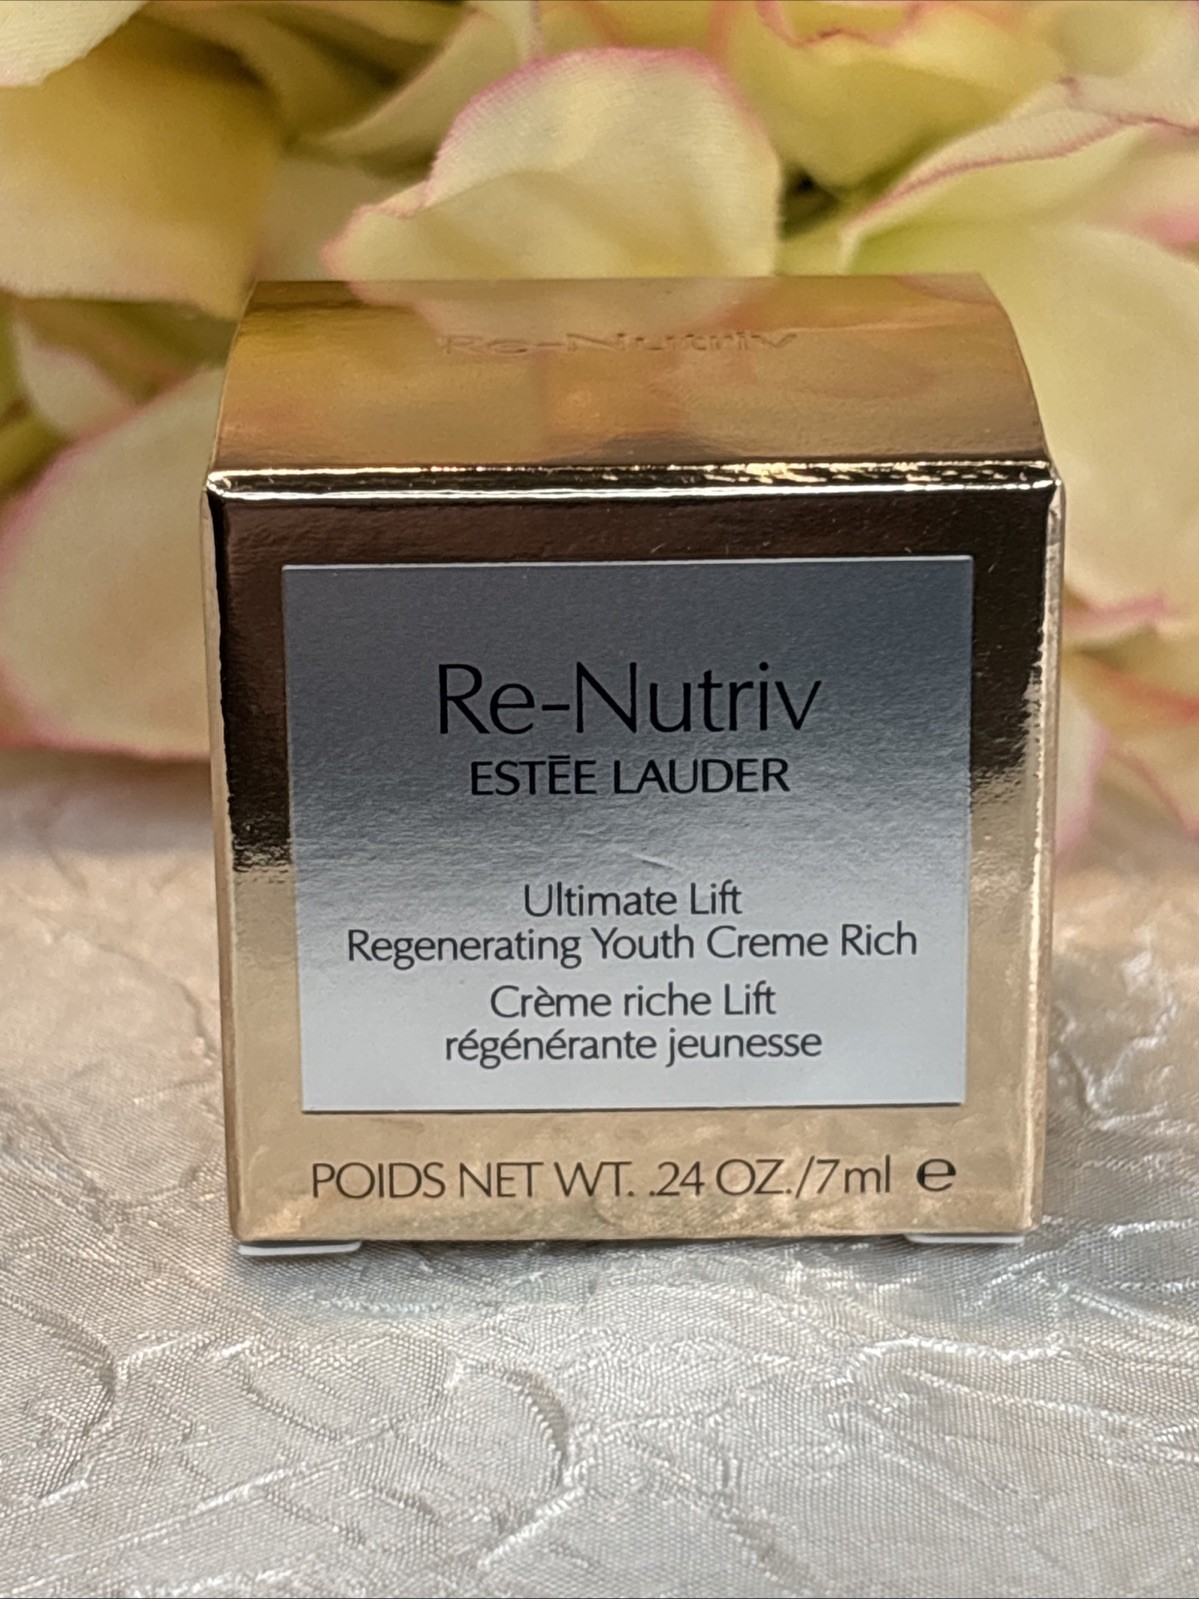 Re-Nutriv
Re-Nutriv
ESTĒE LAUDER
Ultimate Lift
Regenerating Youth Creme Rich
Crème riche Lift
régénérante jeunesse
POIDS NET WT. .24 OZ./7ml ℮